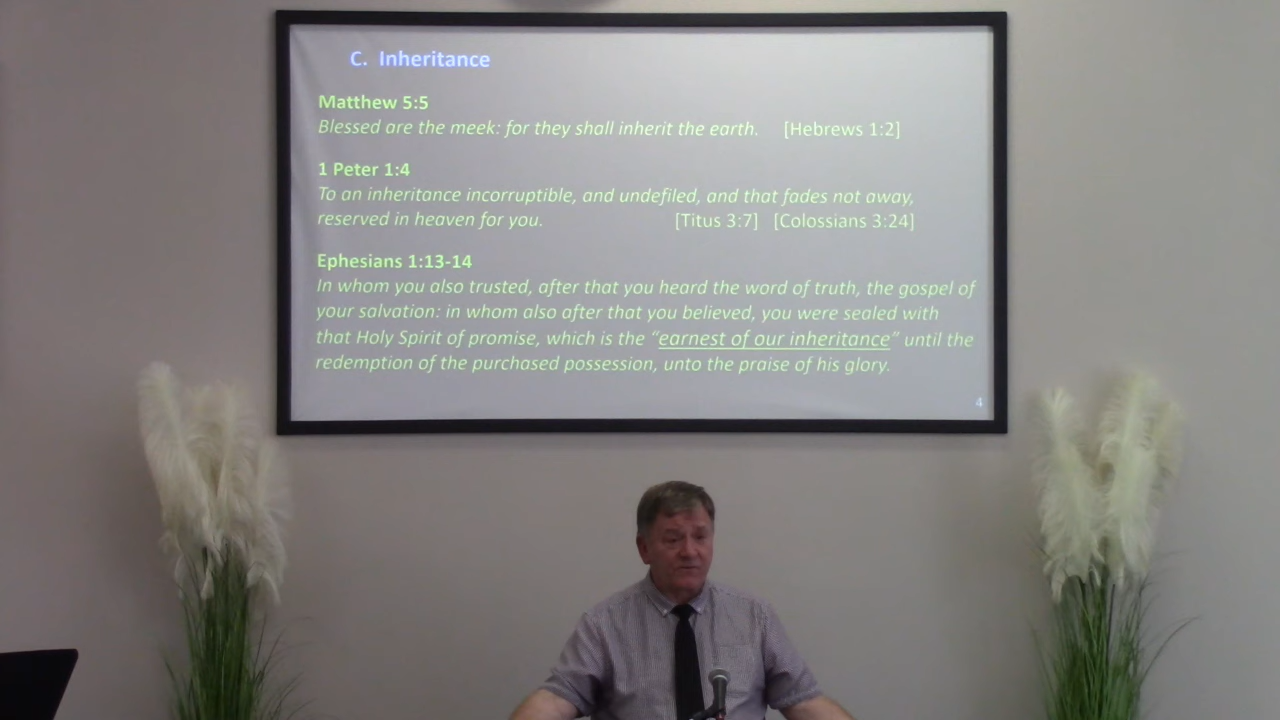 C. Inheritance
Matthew 5:5
Blessed are the meek: for they shall inherit the earth. [Hebrews 1:2]
1 Peter 1:4
To an inheritance incorruptible, and undefiled, and that fades not away,
reserved in heaven for you. [Titus 3:7] [Colossians 3:24]
Ephesians 1:13-14
In whom you also trusted, after that you heard the word of truth, the gospel of
your salvation: in whom also after that you believed, you were sealed with
that Holy Spirit of promise, which is the “earnest of our inheritance” until the
redemption of the purchased possession, unto the praise of his glory.
4